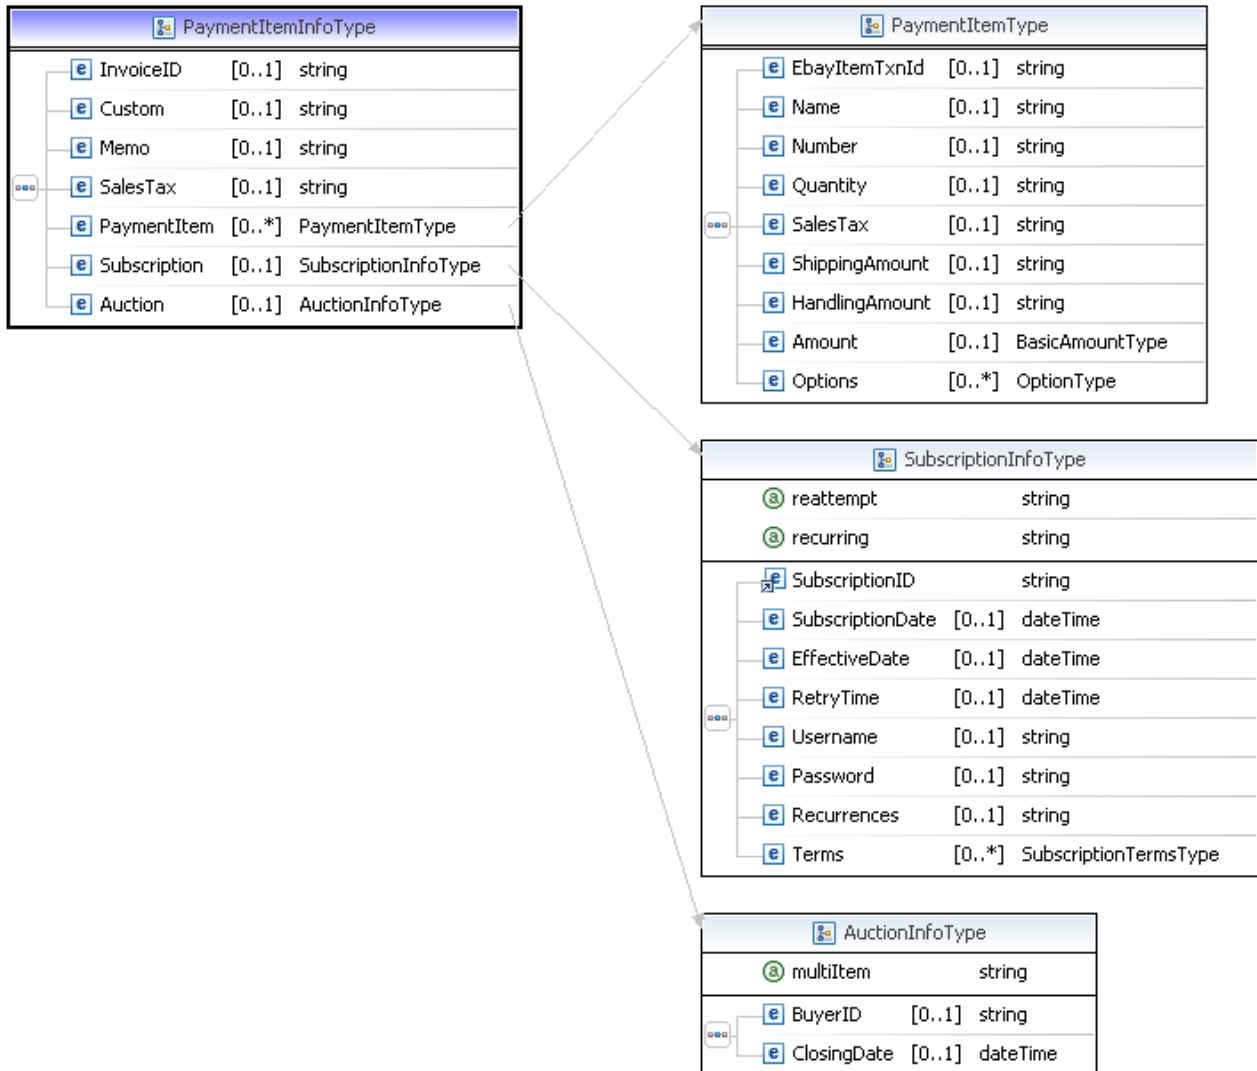 PaymentItemInfoType
InvoiceID [0..1] string
Custom [0..1] string
Memo [0..1] string
SalesTax [0..1] string
PaymentItem [0..*] PaymentItemType
Subscription [0..1] SubscriptionInfoType
Auction [0..1] AuctionInfoType
PaymentItemType
EbayItemTxnId [0..1] string
Name [0..1] string
Number [0..1] string
Quantity [0..1] string
SalesTax [0..1] string
ShippingAmount [0..1] string
HandlingAmount [0..1] string
Amount [0..1] BasicAmountType
Options [0..*] OptionType
SubscriptionInfoType
reattempt string
recurring string
SubscriptionID string
SubscriptionDate [0..1] dateTime
EffectiveDate [0..1] dateTime
RetryTime [0..1] dateTime
Username [0..1] string
Password [0..1] string
Recurrences [0..1] string
Terms [0..*] SubscriptionTermsType
AuctionInfoType
multiItem string
BuyerID [0..1] string
ClosingDate [0..1] dateTime